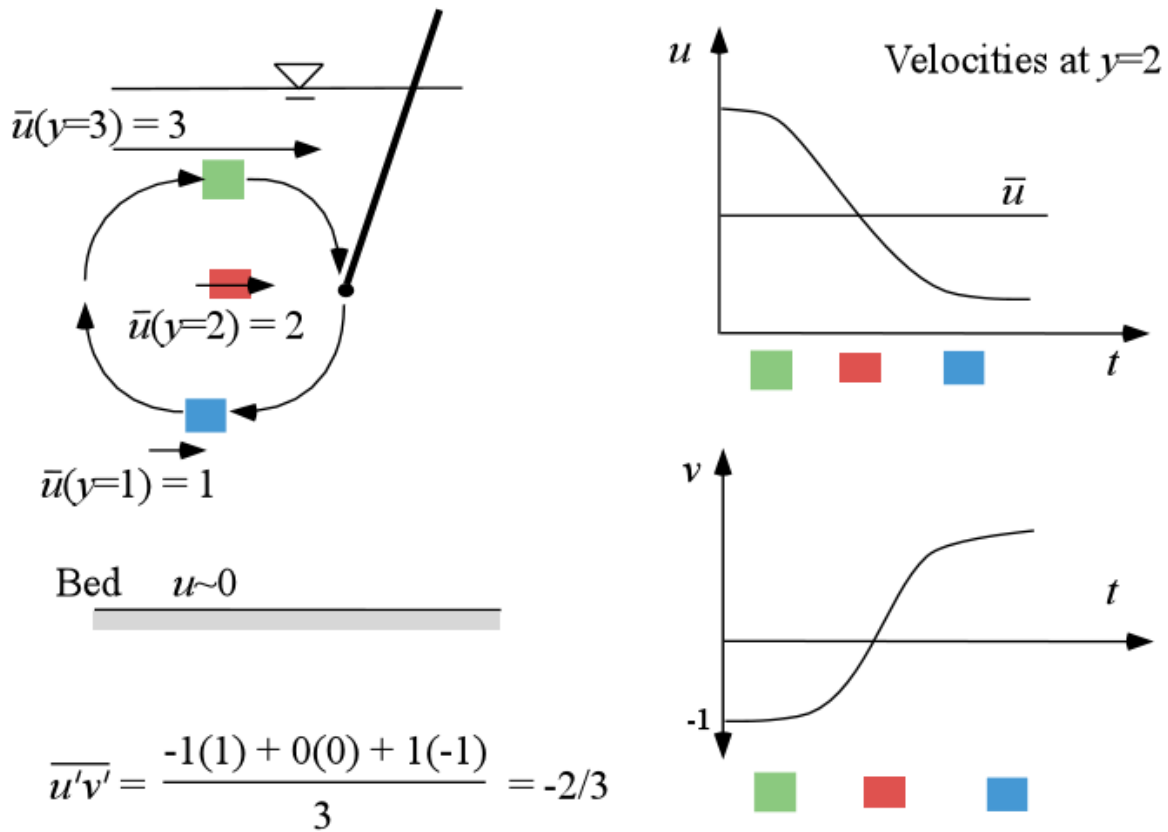 ū(y=3) = 3
ū(y=2) = 2
ū(y=1) = 1
Bed u~0
u'v' = -1(1) + 0(0) + 1(-1) / 3 = -2/3
u
Velocities at y=2
ū
t
v
t
-1